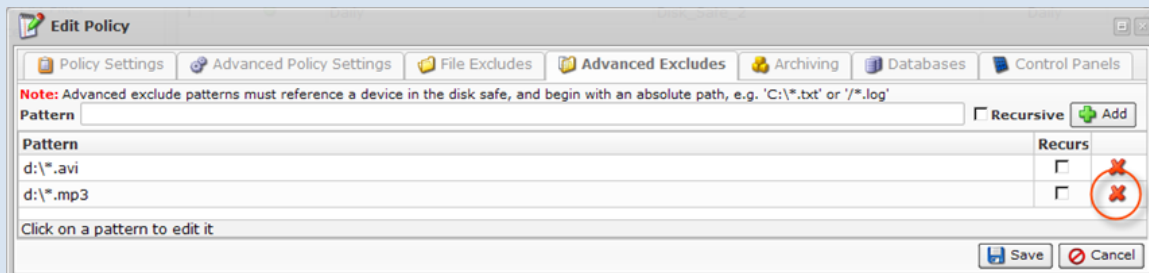 Edit Policy
Policy Settings Advanced Policy Settings File Excludes Advanced Excludes Archiving Databases Control Panels
Note: Advanced exclude patterns must reference a device in the disk safe, and begin with an absolute path, e.g. 'C:\*.txt' or '/*.log'
Pattern Recursive Add
Pattern Recurs
d:\*.avi
d:\*.mp3
Click on a pattern to edit it
Save Cancel